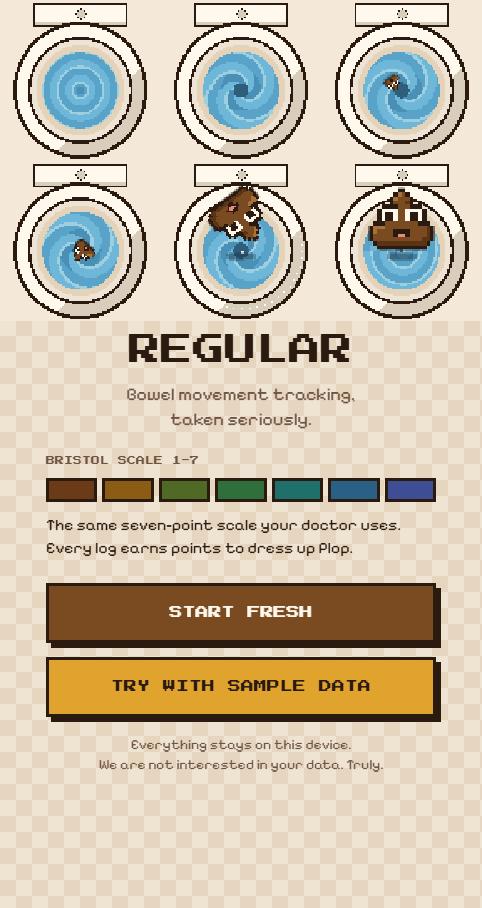 REGULAR
Bowel movement tracking,
taken seriously.
BRISTOL SCALE 1-7
The same seven-point scale your doctor uses.
Every log earns points to dress up Plop.
START FRESH
TRY WITH SAMPLE DATA
Everything stays on this device.
We are not interested in your data. Truly.